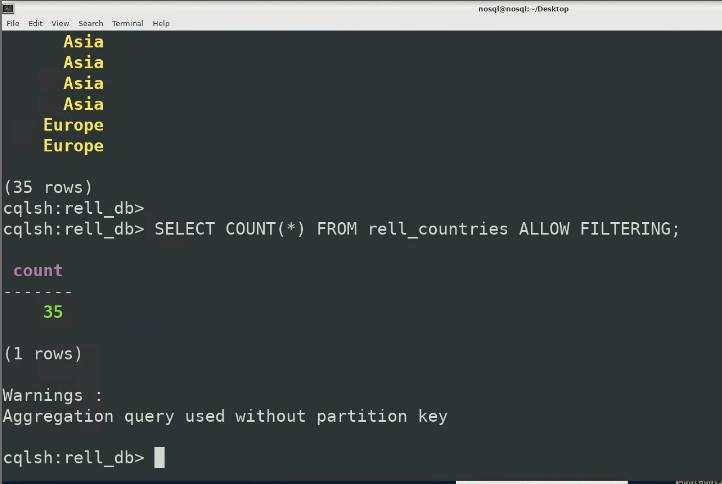 nosql@nosql:~/Desktop
File Edit View Search Terminal Help
Asia
Asia
Asia
Asia
Europe
Europe
(35 rows)
cqlsh:rell_db>
cqlsh:rell_db> SELECT COUNT(*) FROM rell_countries ALLOW FILTERING;
count
-------
35
(1 rows)
Warnings :
Aggregation query used without partition key
cqlsh:rell_db>